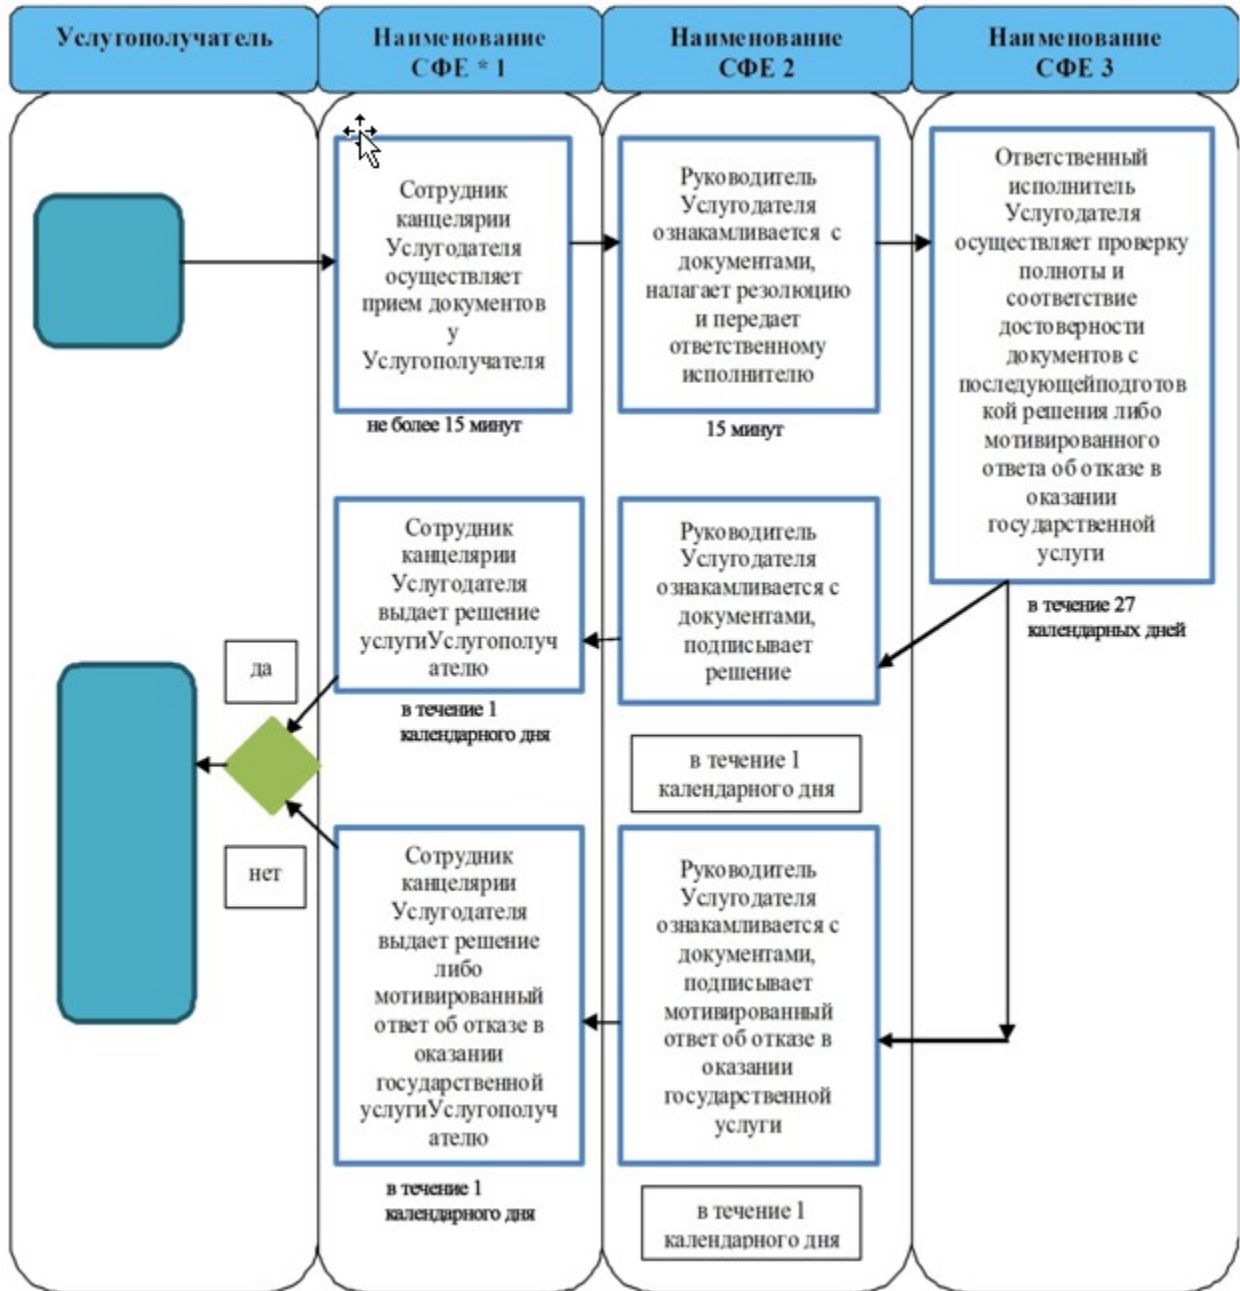 Услугополучатель
Наименование
СФЕ * 1
Наименование
СФЕ 2
Наименование
СФЕ 3
Сотрудник
канцелярии
Услугодателя
осуществляет
прием документов
у
Услугополучателя
не более 15 минут
Руководитель
Услугодателя
ознакамливается с
документами,
налагает резолюцию
и передает
ответственному
исполнителю
15 минут
Ответственный
исполнитель
Услугодателя
осуществляет проверку
полноты и
соответствие
достоверности
документов с
последующейподготов
кой решения либо
мотивированного
ответа об отказе в
оказании
государственной
услуги
в течение 27
календарных дней
Сотрудник
канцелярии
Услугодателя
выдает решение
услугиУслугополуч
ателю
в течение 1
календарного дня
Руководитель
Услугодателя
ознакамливается с
документами,
подписывает
решение
в течение 1
календарного дня
да
нет
Сотрудник
канцелярии
Услугодателя
выдает решение
либо
мотивированный
ответ об отказе в
оказании
государственной
услугиУслугополуч
ателю
в течение 1
календарного дня
Руководитель
Услугодателя
ознакамливается с
документами,
подписывает
мотивированный
ответ об отказе в
оказании
государственной
услуги
в течение 1
календарного дня